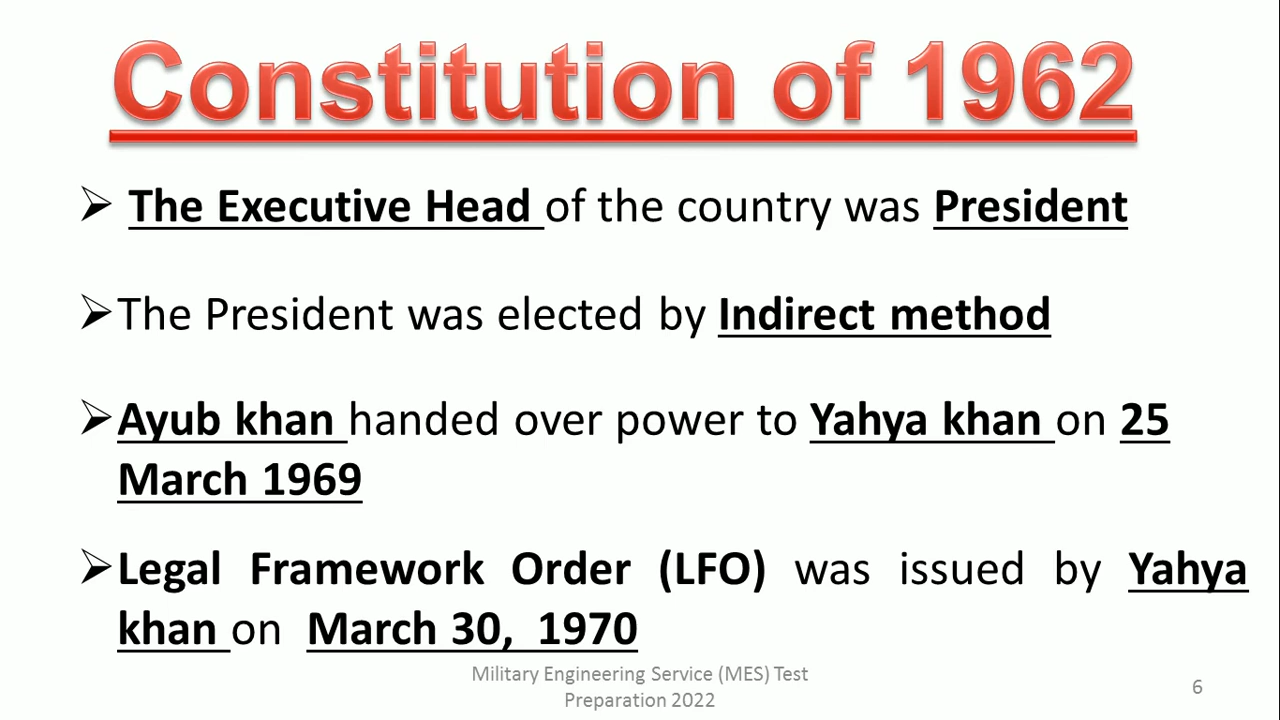 Constitution of 1962
➢ The Executive Head of the country was President
➢The President was elected by Indirect method
➢Ayub khan handed over power to Yahya khan on 25
March 1969
➢Legal Framework Order (LFO) was issued by Yahya
khan on March 30, 1970
Military Engineering Service (MES) Test
Preparation 2022
6